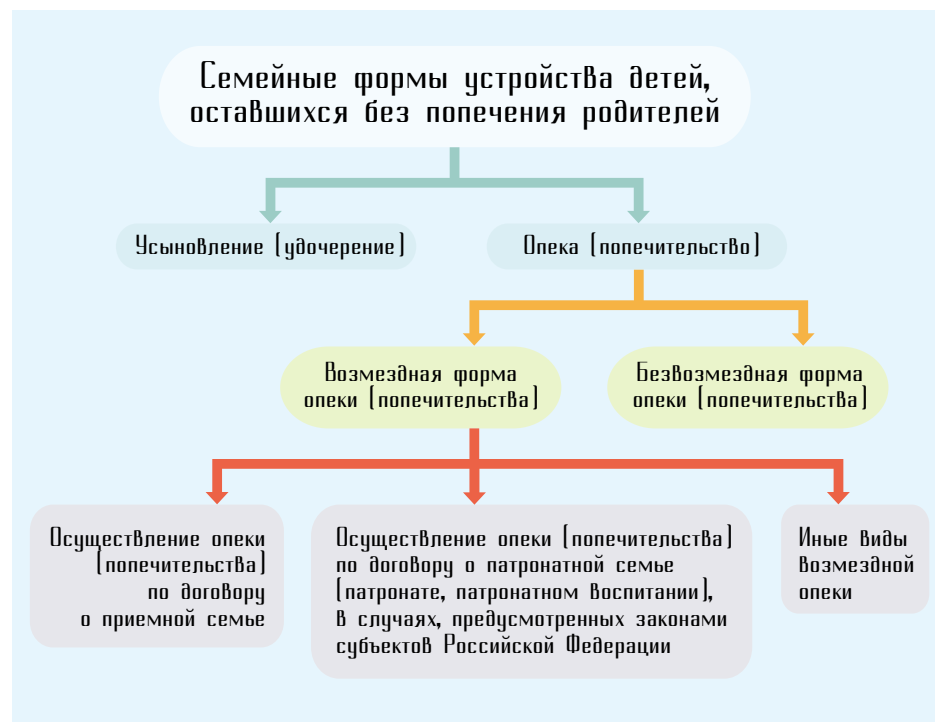 Семейные формы устройства детей,
оставшихся без попечения родителей
Усыновление (удочерение)
Опека (попечительство)
Возмездная форма
опеки (попечительства)
Безвозмездная форма
опеки (попечительства)
Осуществление опеки
(попечительства)
по договору
о приемной семье
Осуществление опеки (попечительства)
по договору о патронатной семье
(патронате, патронатном воспитании),
в случаях, предусмотренных законами
субъектов Российской Федерации
Иные виды
возмездной
опеки